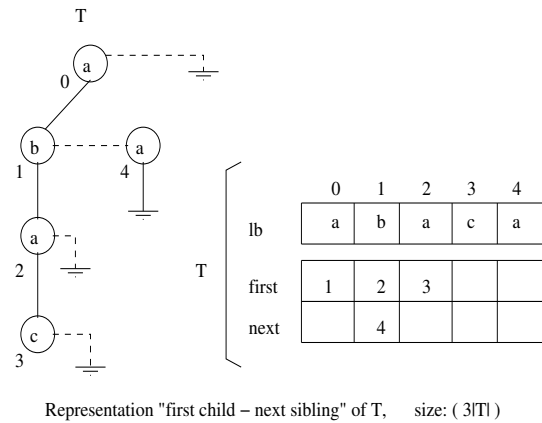 T
a
0
b a
1 4
a
2
c
3
0 1 2 3 4
lb a b a c a
T
first 1 2 3
next 4
Representation "first child – next sibling" of T, size: ( 3|T| )